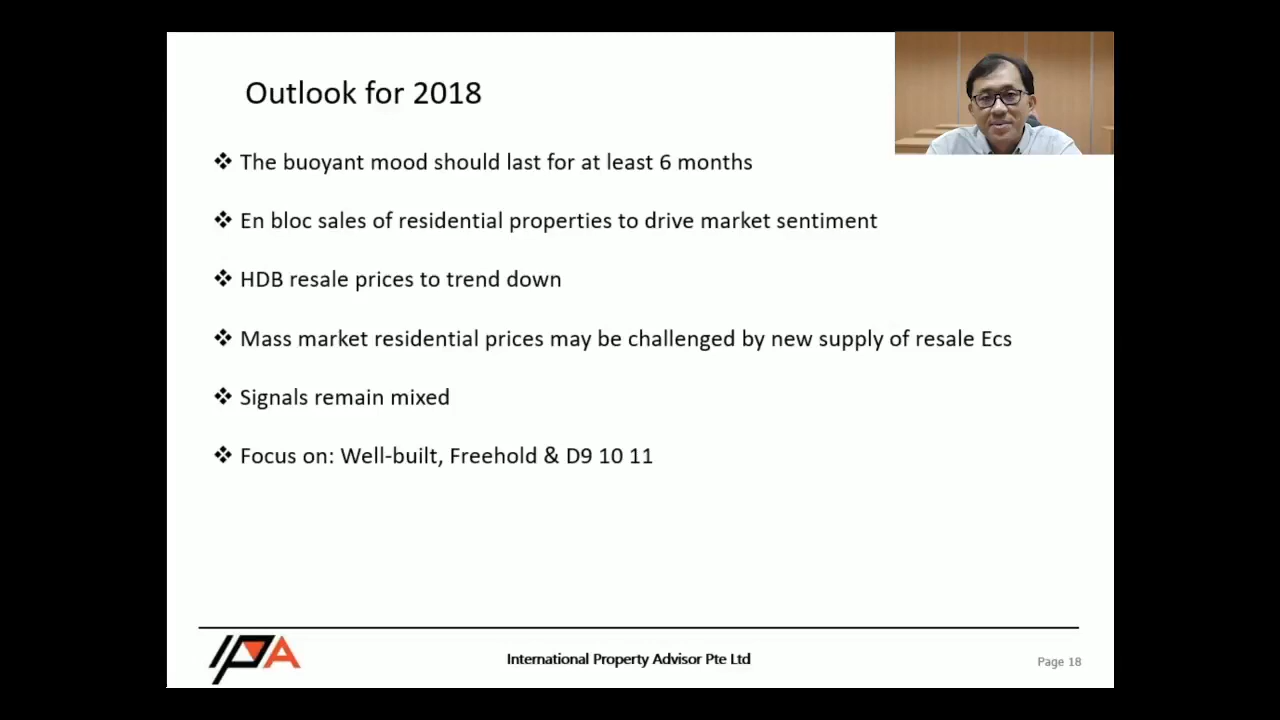 Outlook for 2018
❖ The buoyant mood should last for at least 6 months
❖ En bloc sales of residential properties to drive market sentiment
❖ HDB resale prices to trend down
❖ Mass market residential prices may be challenged by new supply of resale Ecs
❖ Signals remain mixed
❖ Focus on: Well-built, Freehold & D9 10 11
IPA
International Property Advisor Pte Ltd
Page 18